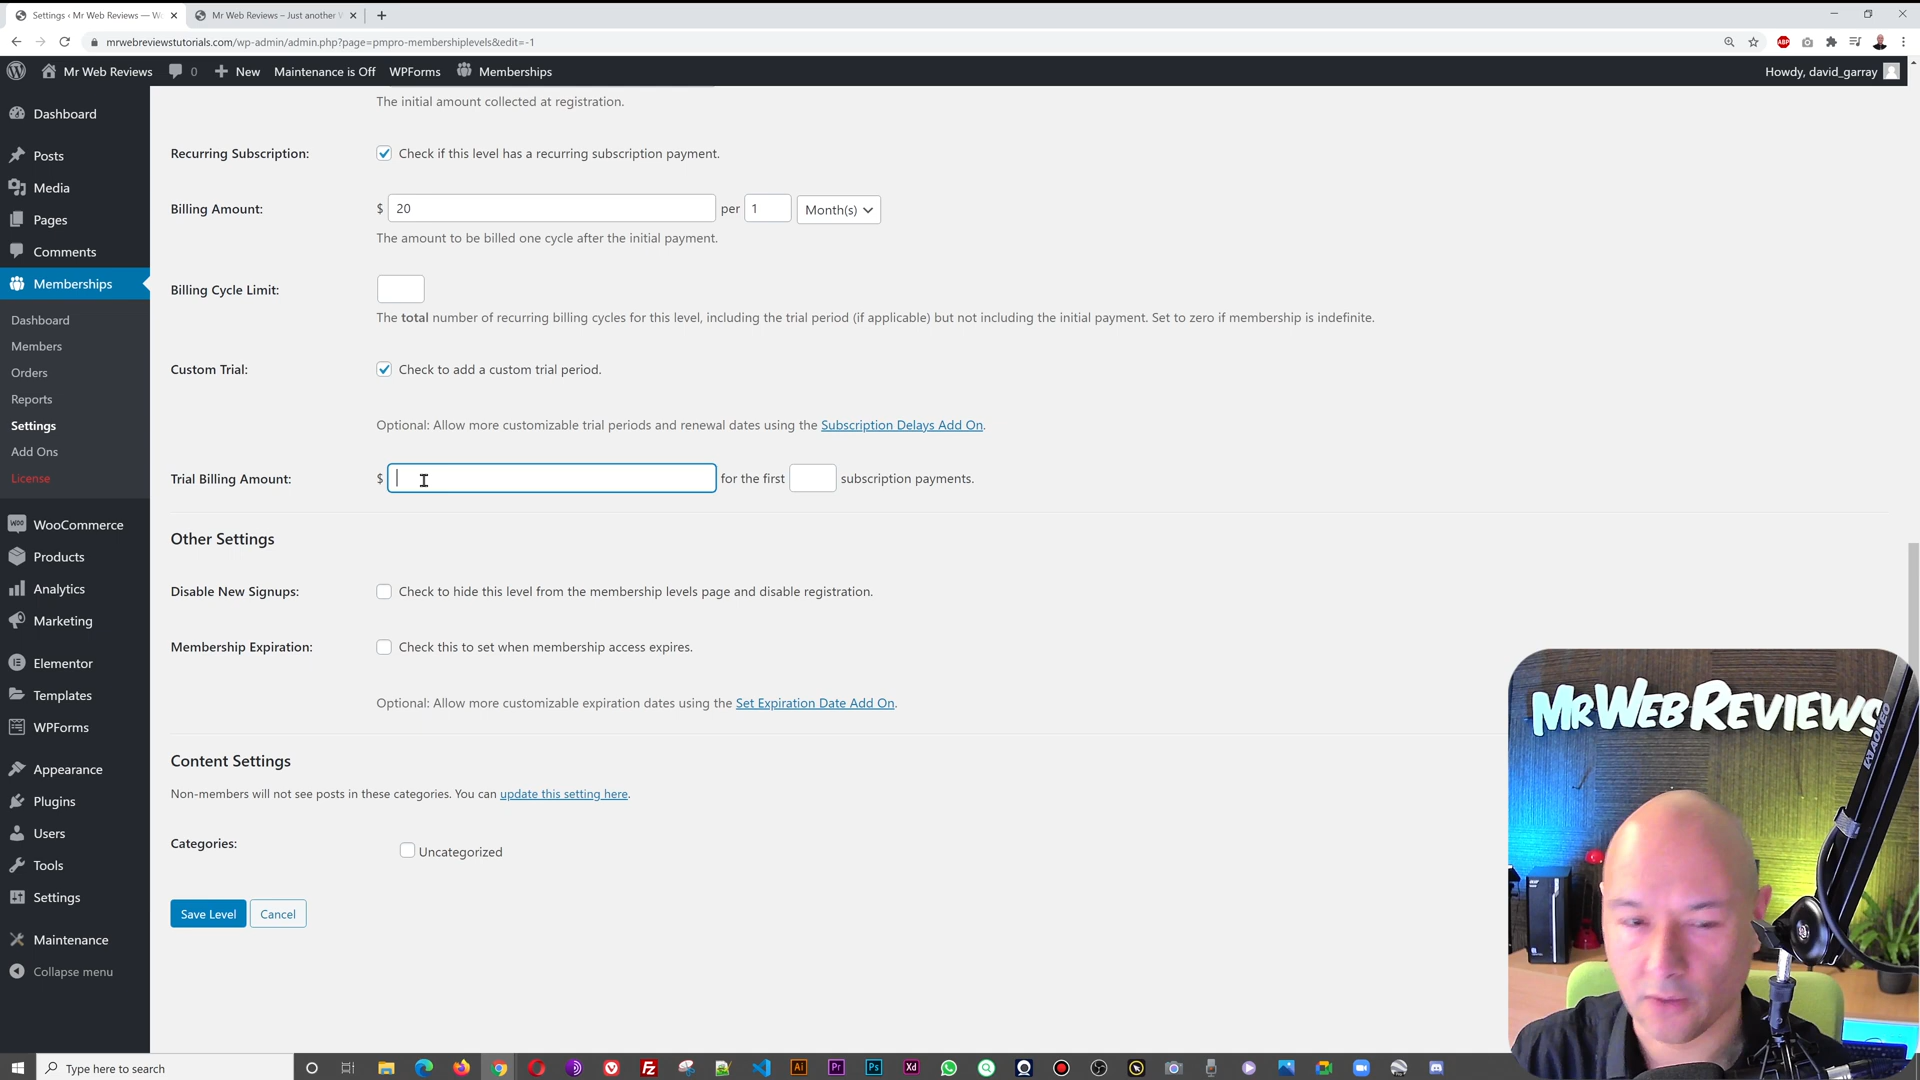 Settings ‹ Mr Web Reviews — W
Mr Web Reviews – Just another
mrwebreviewstutorials.com/wp-admin/admin.php?page=pmpro-membershiplevels&edit=-1
Mr Web Reviews
0
New
Maintenance is Off
WPForms
Memberships
Howdy, david_garray
Dashboard
Posts
Media
Pages
Comments
Memberships
Dashboard
Members
Orders
Reports
Settings
Add Ons
License
WooCommerce
Products
Analytics
Marketing
Elementor
Templates
WPForms
Appearance
Plugins
Users
Tools
Settings
Maintenance
Collapse menu
The initial amount collected at registration.
Recurring Subscription: Check if this level has a recurring subscription payment.
Billing Amount: $ 20 per 1 Month(s)
The amount to be billed one cycle after the initial payment.
Billing Cycle Limit:
The total number of recurring billing cycles for this level, including the trial period (if applicable) but not including the initial payment. Set to zero if membership is indefinite.
Custom Trial: Check to add a custom trial period.
Optional: Allow more customizable trial periods and renewal dates using the Subscription Delays Add On.
Trial Billing Amount: $ for the first subscription payments.
Other Settings
Disable New Signups: Check to hide this level from the membership levels page and disable registration.
Membership Expiration: Check this to set when membership access expires.
Optional: Allow more customizable expiration dates using the Set Expiration Date Add On.
Content Settings
Non-members will not see posts in these categories. You can update this setting here.
Categories: Uncategorized
Save Level Cancel
MRWEBREVIEWS
MAONO
Type here to search